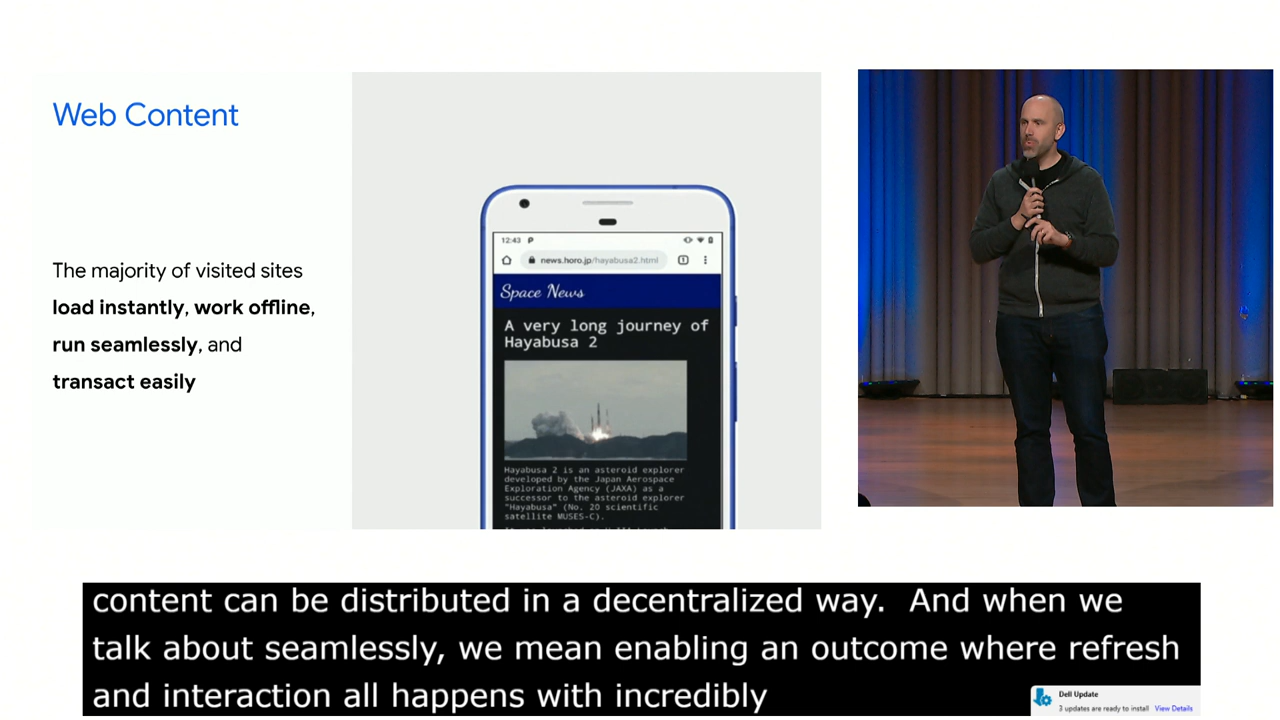 Web Content
The majority of visited sites
load instantly, work offline,
run seamlessly, and
transact easily
12:43
news.horo.jp/hayabusa2.html
1
Space News
A very long journey of
Hayabusa 2
Hayabusa 2 is an asteroid explorer
developed by the Japan Aerospace
Exploration Agency (JAXA) as a
successor to the asteroid explorer
"Hayabusa" (No. 20 scientific
satellite MUSES-C).
content can be distributed in a decentralized way. And when we
talk about seamlessly, we mean enabling an outcome where refresh
and interaction all happens with incredibly
Dell Update
3 updates are ready to install View Details